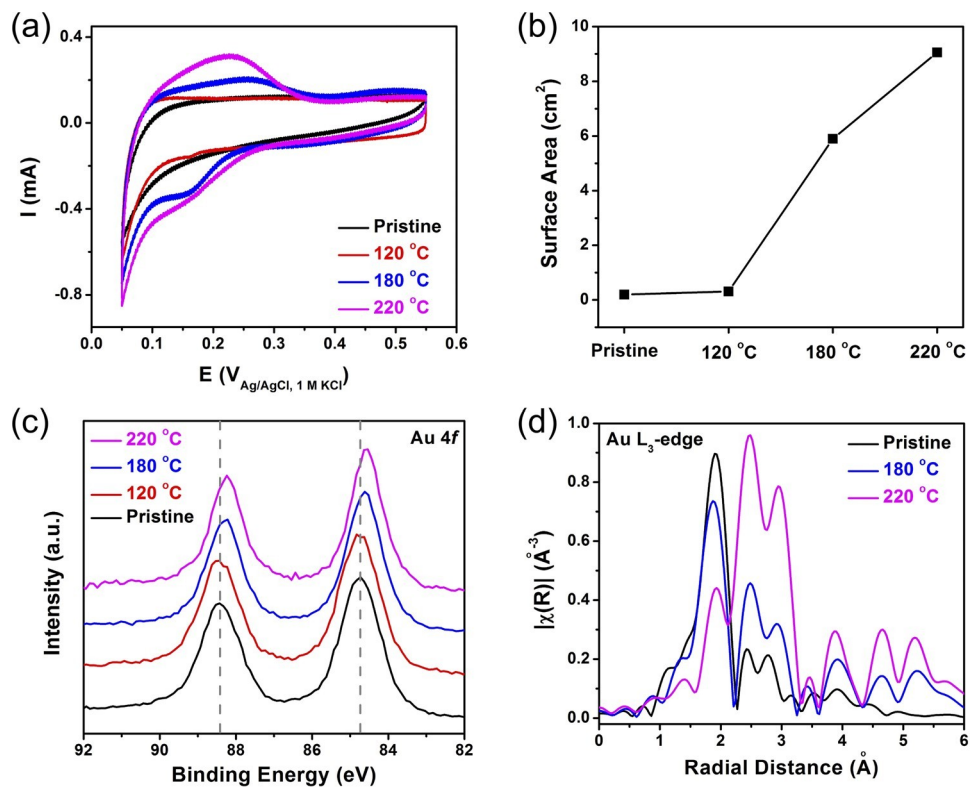 (a)
0.4
0.0
-0.4
-0.8
I (mA)
Pristine
120 °C
180 °C
220 °C
0.0 0.1 0.2 0.3 0.4 0.5 0.6
E (V Ag/AgCl, 1 M KCl)
(b)
10
8
6
4
2
0
Surface Area (cm²)
Pristine 120 °C 180 °C 220 °C
(c)
220 °C
180 °C
120 °C
Pristine
Au 4f
Intensity (a.u.)
92 90 88 86 84 82
Binding Energy (eV)
(d)
1.0
0.8
0.6
0.4
0.2
0.0
|χ(R)| (Å⁻³)
Au L₃-edge
Pristine
180 °C
220 °C
0 1 2 3 4 5 6
Radial Distance (Å)